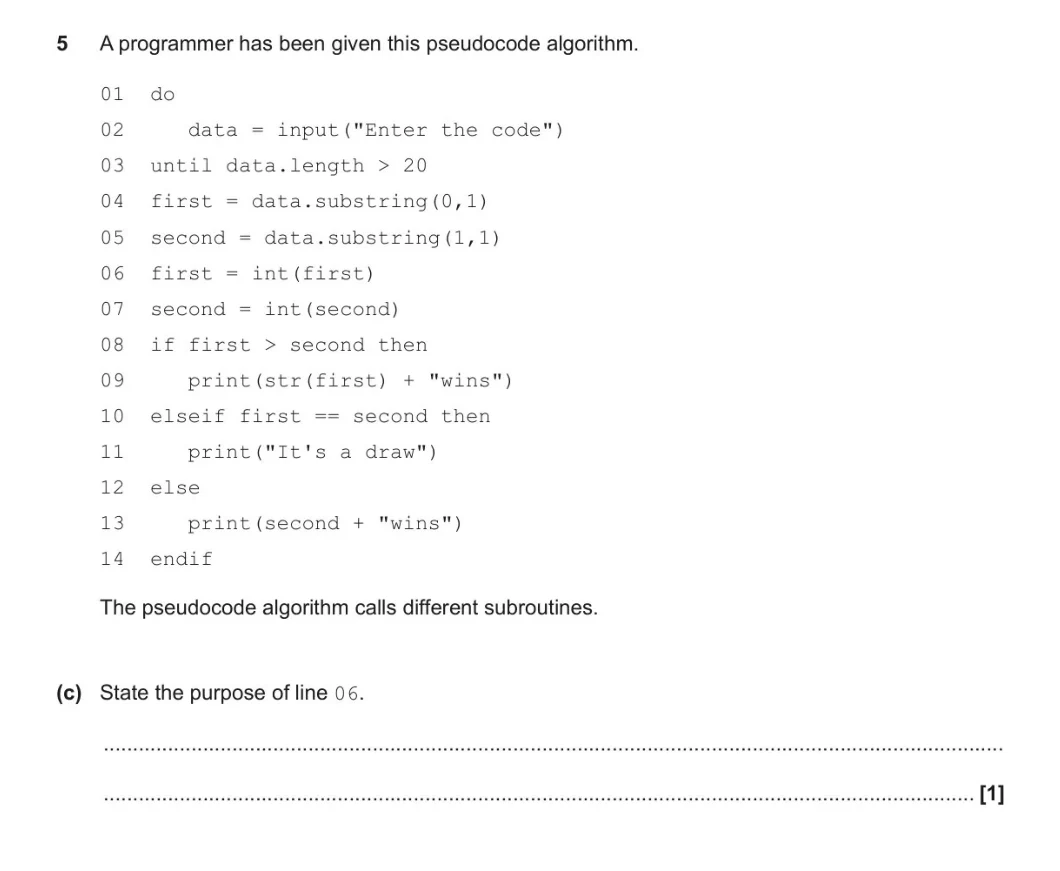 5 A programmer has been given this pseudocode algorithm.
01 do
02 data = input("Enter the code")
03 until data.length > 20
04 first = data.substring(0,1)
05 second = data.substring(1,1)
06 first = int(first)
07 second = int(second)
08 if first > second then
09 print(str(first) + "wins")
10 elseif first == second then
11 print("It's a draw")
12 else
13 print(second + "wins")
14 endif
The pseudocode algorithm calls different subroutines.
(c) State the purpose of line 06.
[1]